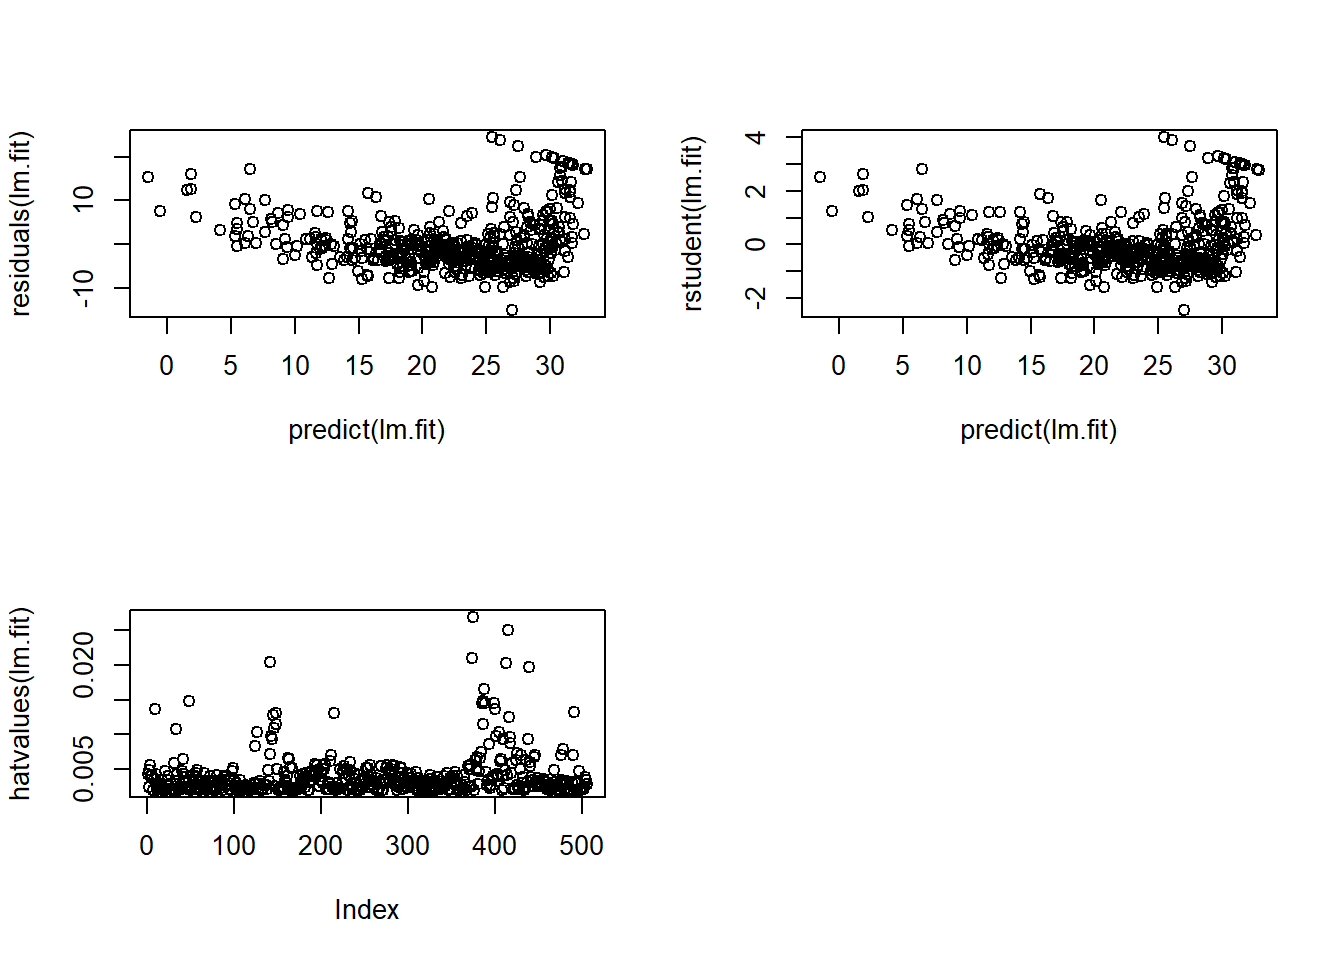 residuals(lm.fit)
10
-10
0 5 10 15 20 25 30
predict(lm.fit)
rstudent(lm.fit)
4
2
0
-2
0 5 10 15 20 25 30
predict(lm.fit)
hatvalues(lm.fit)
0.020
0.005
0 100 200 300 400 500
Index